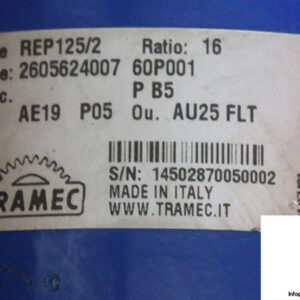 e REP125/2 Ratio: 16
e: 2605624007 60P001
c. P B5
AE19 P05 Ou. AU25 FLT
S/N: 14502870050002
MADE IN ITALY
WWW.TRAMEC.IT
TRAMEC